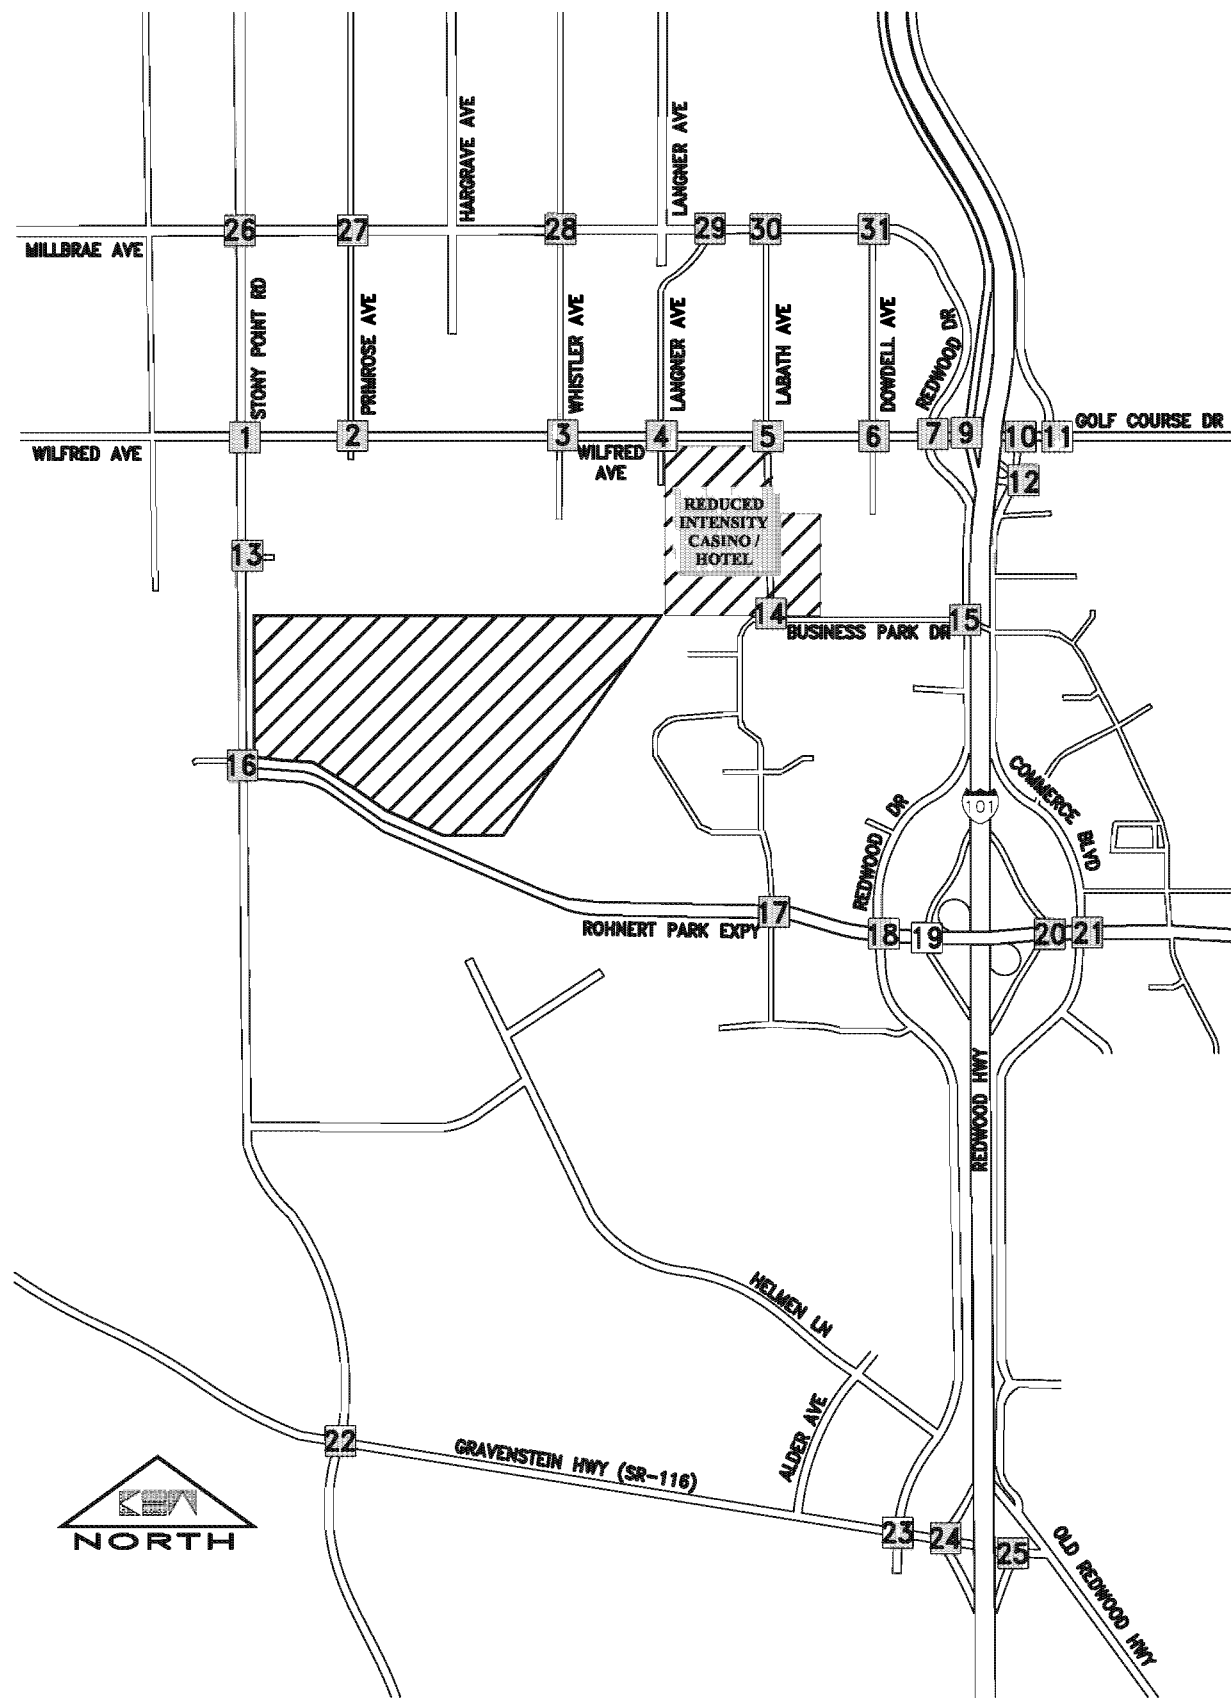 HARGRAVE AVE
LANGNER AVE
26
27
28
29
30
31
MILLBRAE AVE
STONY POINT RD
PRIMROSE AVE
WHISTLER AVE
LANGNER AVE
LABATH AVE
DOWDELL AVE
REDWOOD DR
1
2
3
4
5
6
7
9
10
11
GOLF COURSE DR
WILFRED AVE
WILFRED
AVE
12
REDUCED
INTENSITY
CASINO /
HOTEL
13
14
15
BUSINESS PARK DR
16
COMMERCE BLVD
101
REDWOOD DR
17
18
19
20
21
ROHNERT PARK EXPY
REDWOOD HWY
HELMEN LN
ALDER AVE
22
GRAVENSTEIN HWY (SR-116)
23
24
25
OLD REDWOOD HWY
NORTH